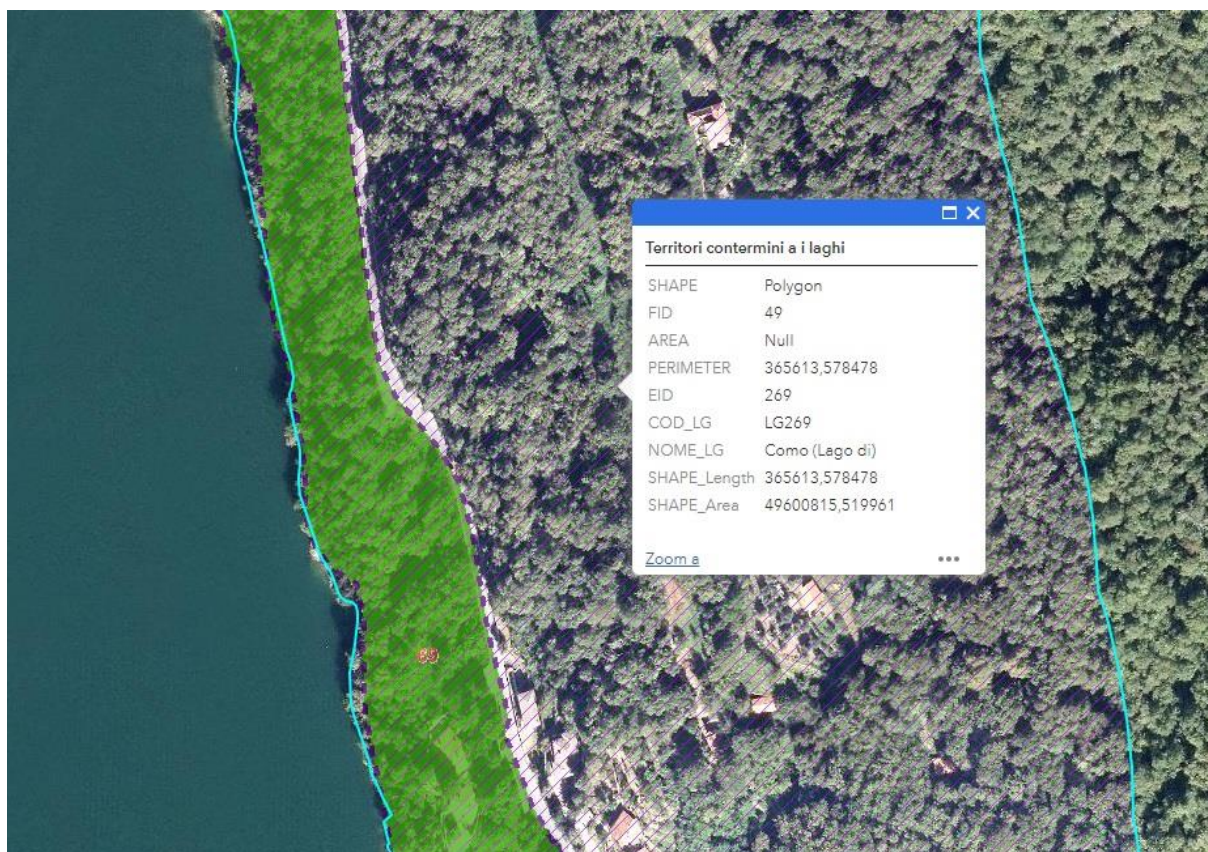 Territori contermini a i laghi
SHAPE Polygon
FID 49
AREA Null
PERIMETER 365613,578478
EID 269
COD_LG LG269
NOME_LG Como (Lago di)
SHAPE_Length 365613,578478
SHAPE_Area 49600815,519961
Zoom a